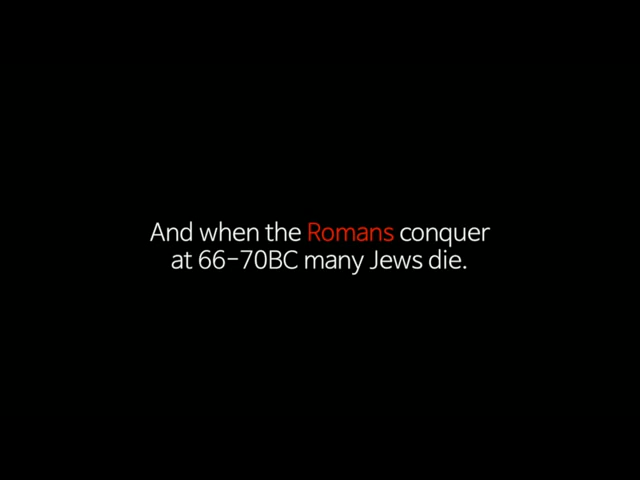 And when the Romans conquer
at 66-70BC many Jews die.